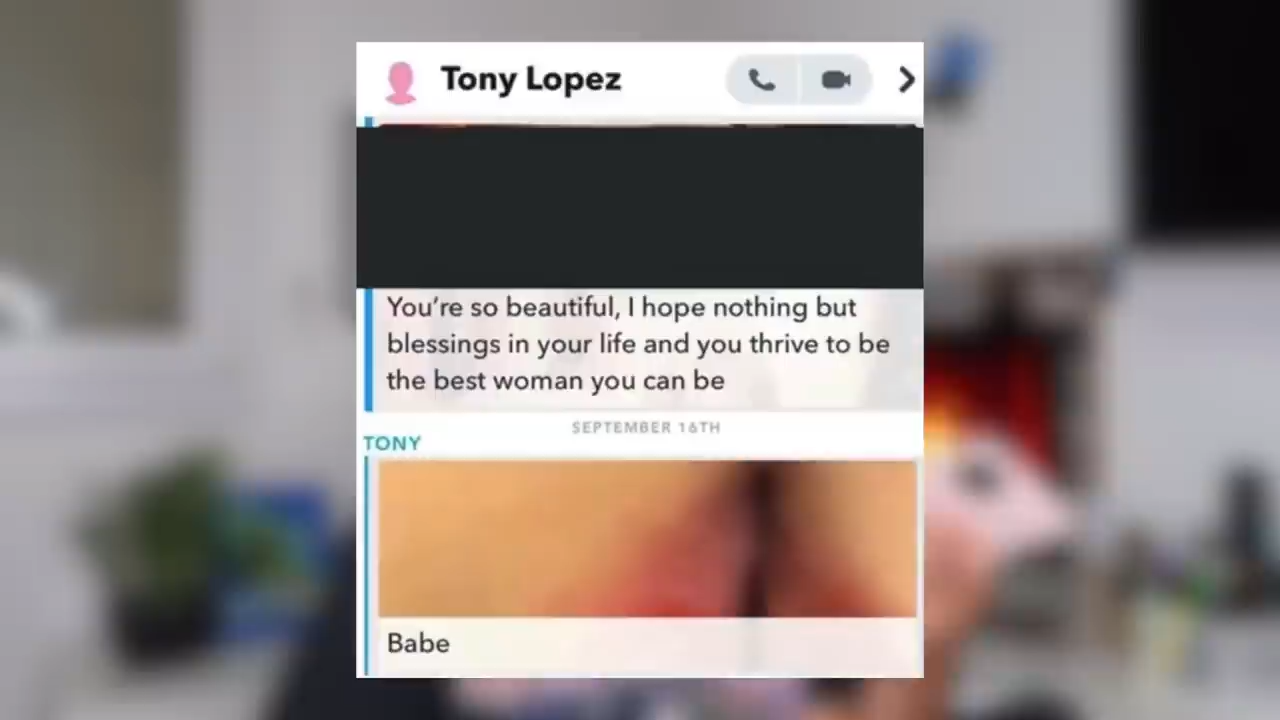 Tony Lopez
You're so beautiful, I hope nothing but
blessings in your life and you thrive to be
the best woman you can be
SEPTEMBER 16TH
TONY
Babe